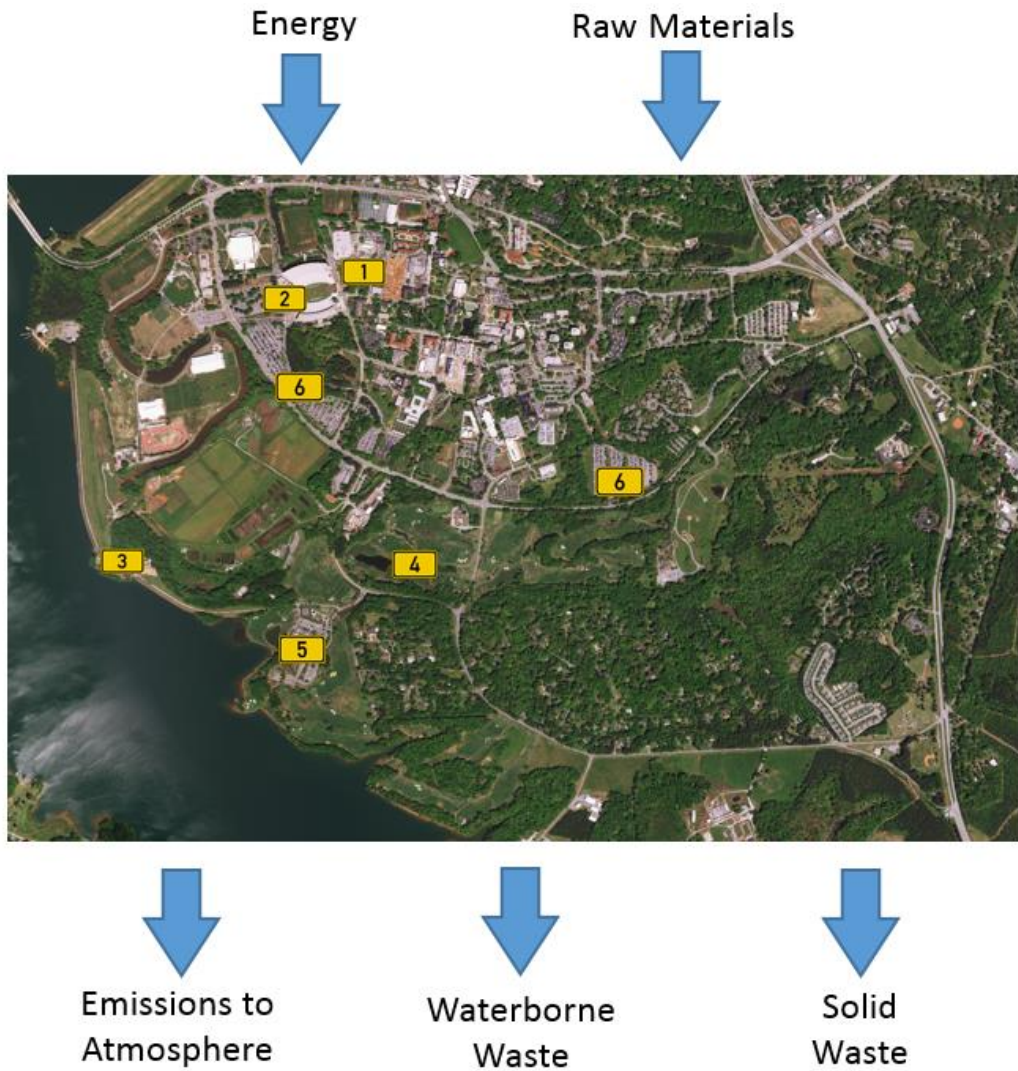 Energy
Raw Materials
1
2
6
6
3
4
5
Emissions to
Atmosphere
Waterborne
Waste
Solid
Waste